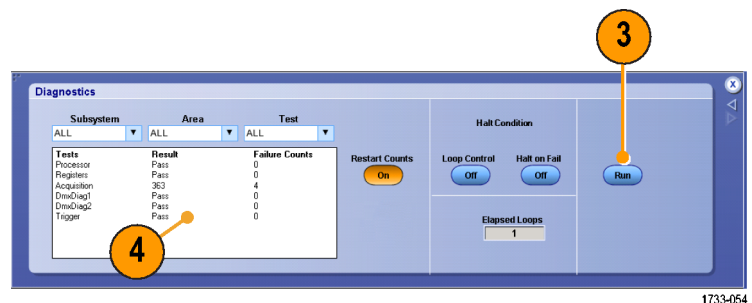 3
Diagnostics
X
Subsystem Area Test
ALL ALL ALL
Halt Condition
Tests Result Failure Counts
Processor Pass 0
Registers Pass 0
Acquisition 363 4
DmxDiag1 Pass 0
DmxDiag2 Pass 0
Trigger Pass 0
Restart Counts
On
Loop Control Halt on Fail
Off Off
Run
Elapsed Loops
1
4
1733-054